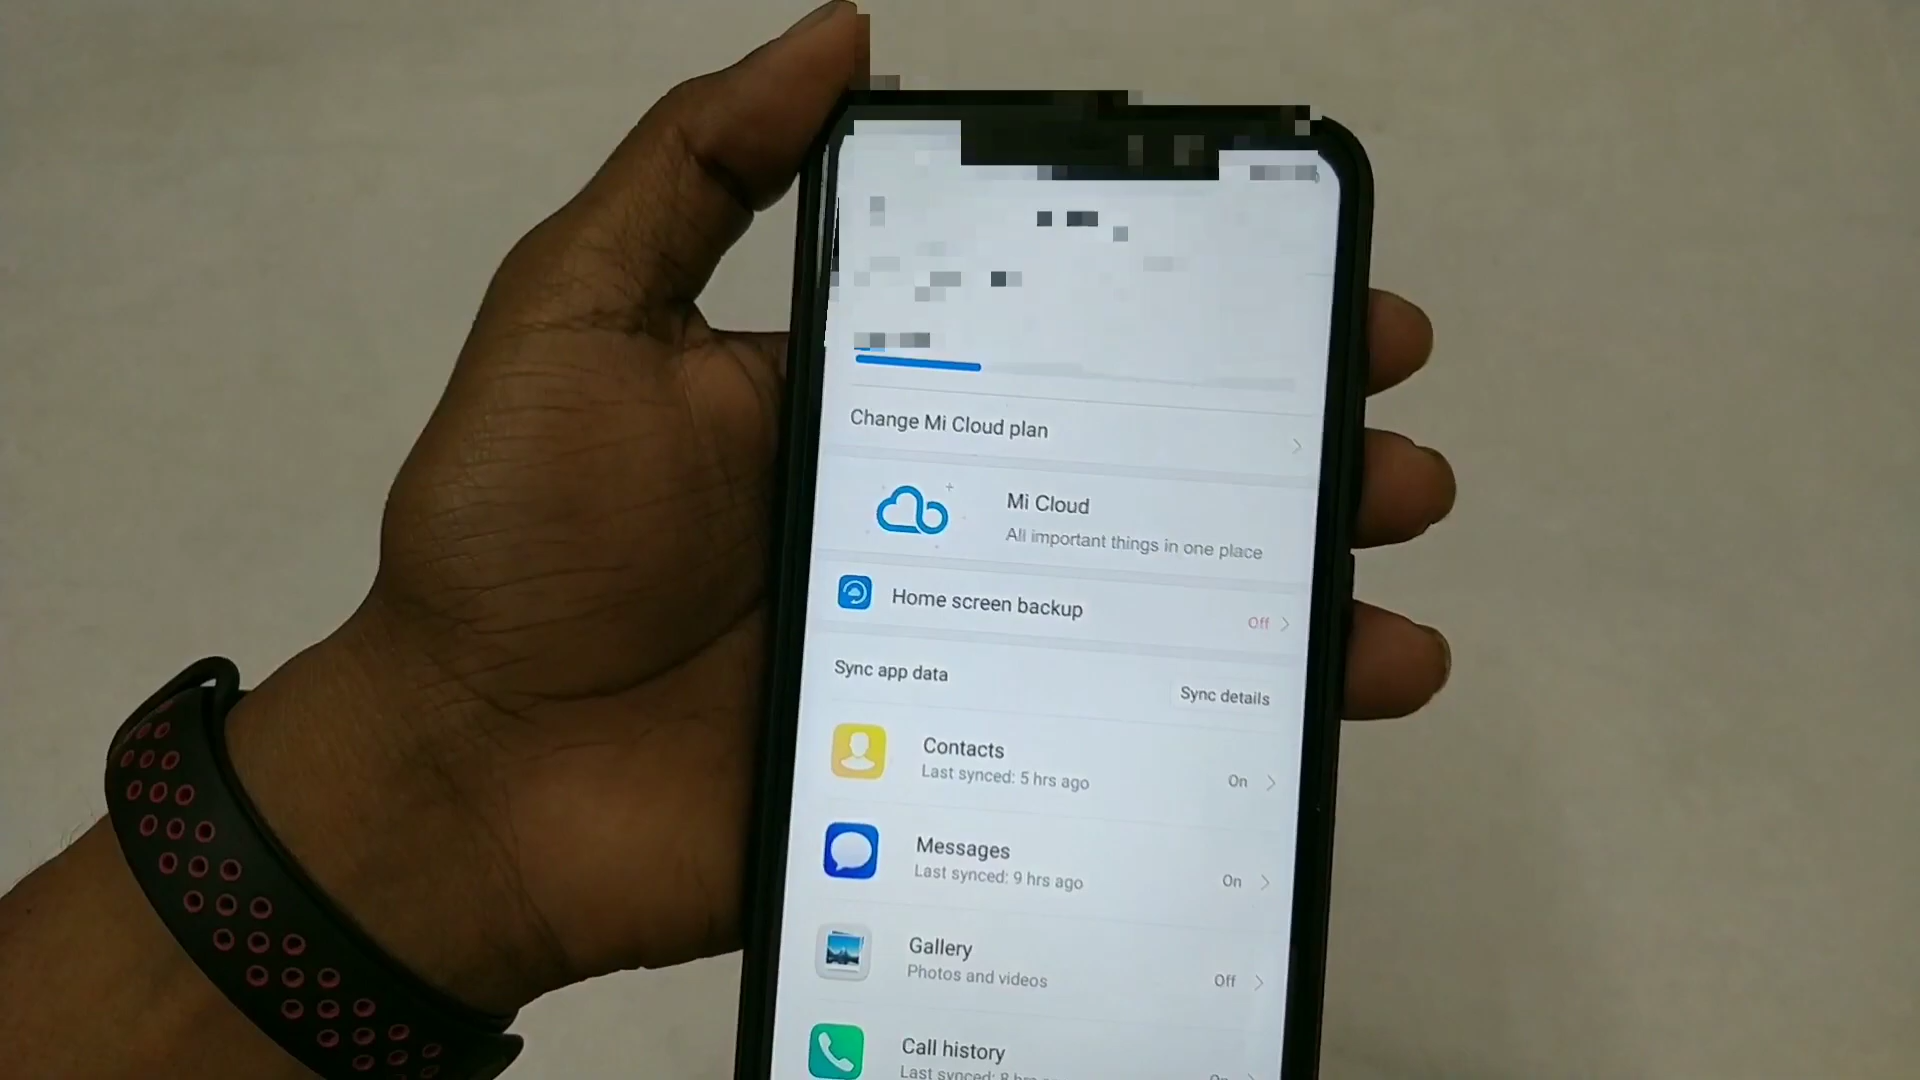 Change Mi Cloud plan
Mi Cloud
All important things in one place
Home screen backup
Off
Sync app data
Sync details
Contacts
Last synced: 5 hrs ago
On
Messages
Last synced: 9 hrs ago
On
Gallery
Photos and videos
Off
Call history
Last synced: 8 hrs
On